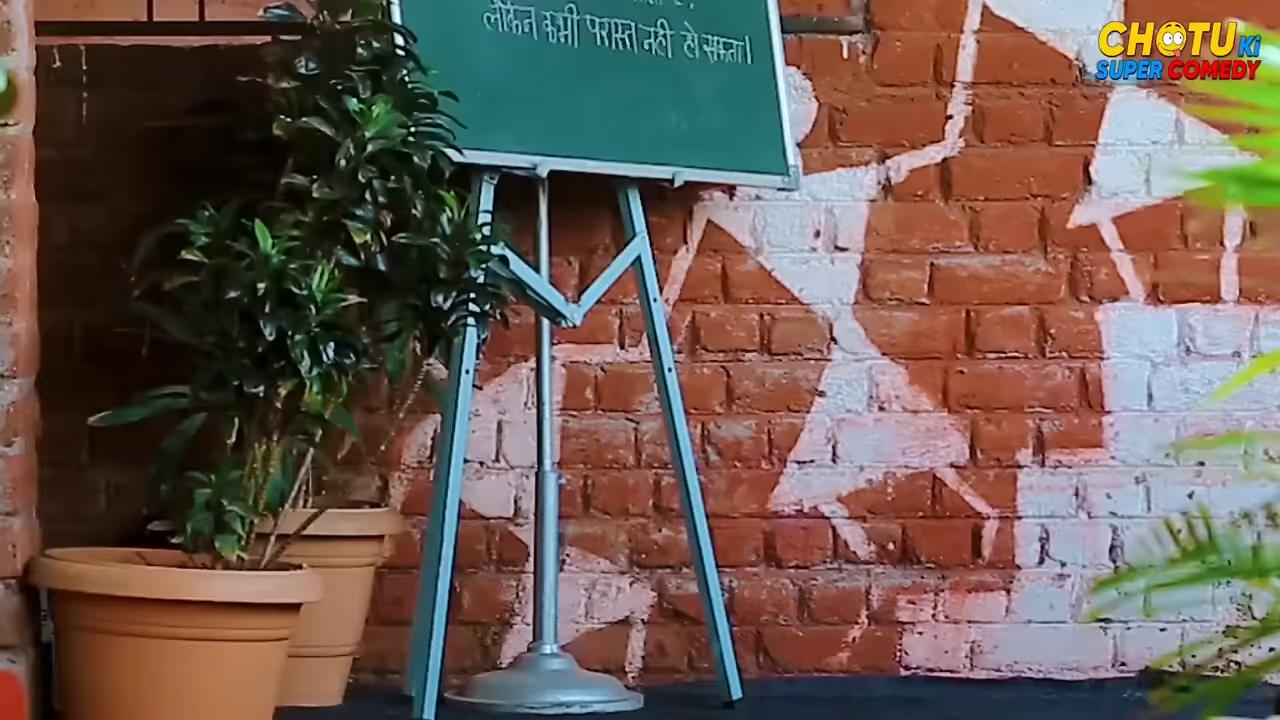 लेकिन कभी परास्त नही हो सकता।
CHOTU Ki
SUPER COMEDY